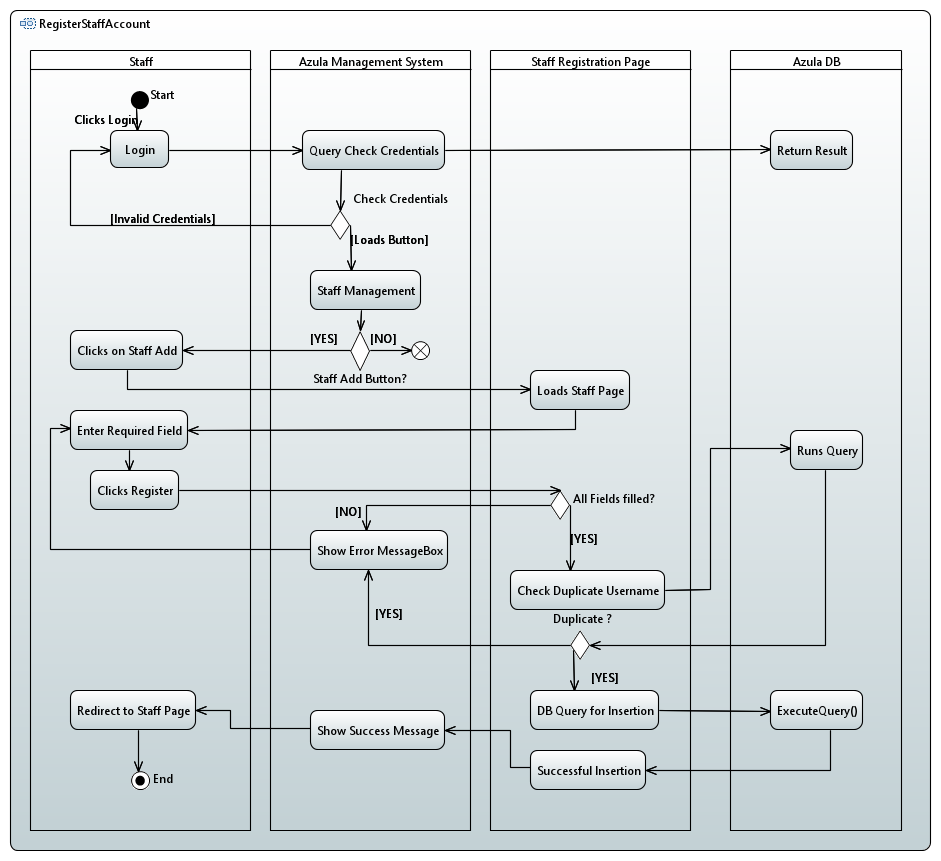 RegisterStaffAccount
Staff
Azula Management System
Staff Registration Page
Azula DB
Start
Clicks Login
Login
Query Check Credentials
Return Result
Check Credentials
[Invalid Credentials]
[Loads Button]
Staff Management
[YES]
[NO]
Clicks on Staff Add
Staff Add Button?
Loads Staff Page
Enter Required Field
Runs Query
Clicks Register
All Fields filled?
[NO]
[YES]
Show Error MessageBox
Check Duplicate Username
[YES]
Duplicate ?
[YES]
Redirect to Staff Page
DB Query for Insertion
ExecuteQuery()
Show Success Message
Successful Insertion
End